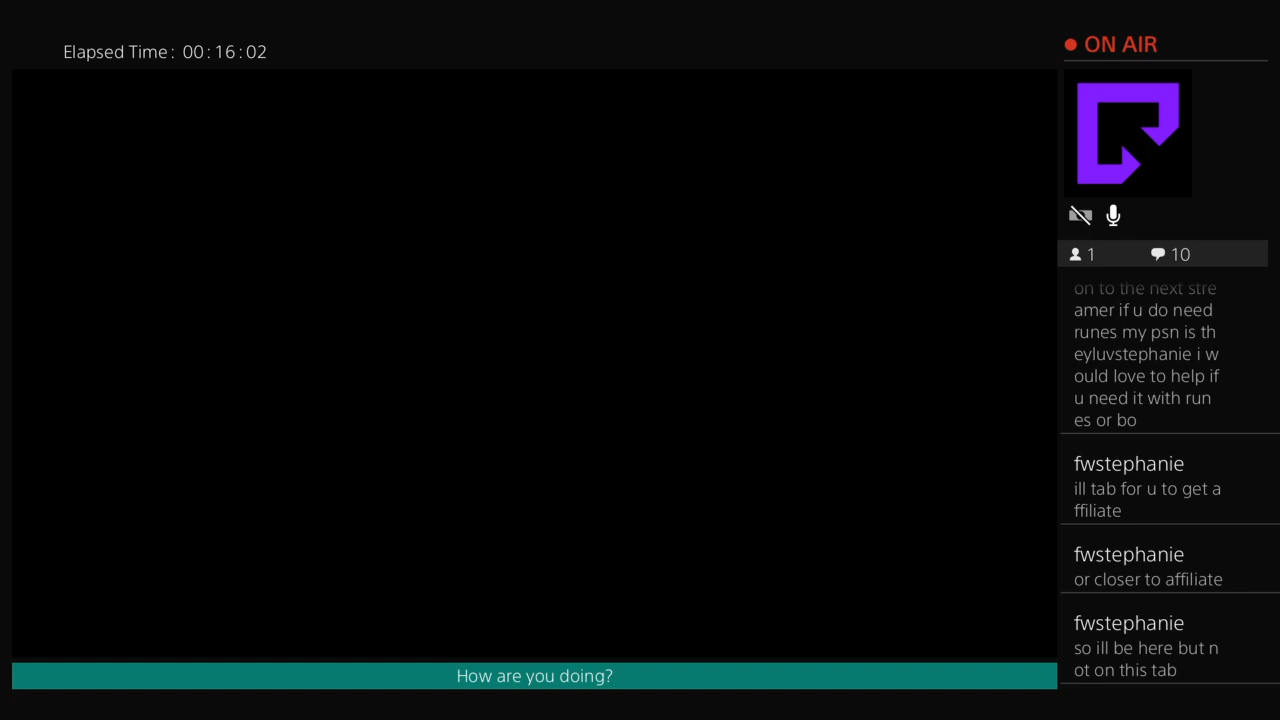 Elapsed Time: 00:16:02
ON AIR
1
10
on to the next stre
amer if u do need
runes my psn is th
eyluvstephanie i w
ould love to help if
u need it with run
es or bo
fwstephanie
ill tab for u to get a
ffiliate
fwstephanie
or closer to affiliate
fwstephanie
so ill be here but n
ot on this tab
How are you doing?